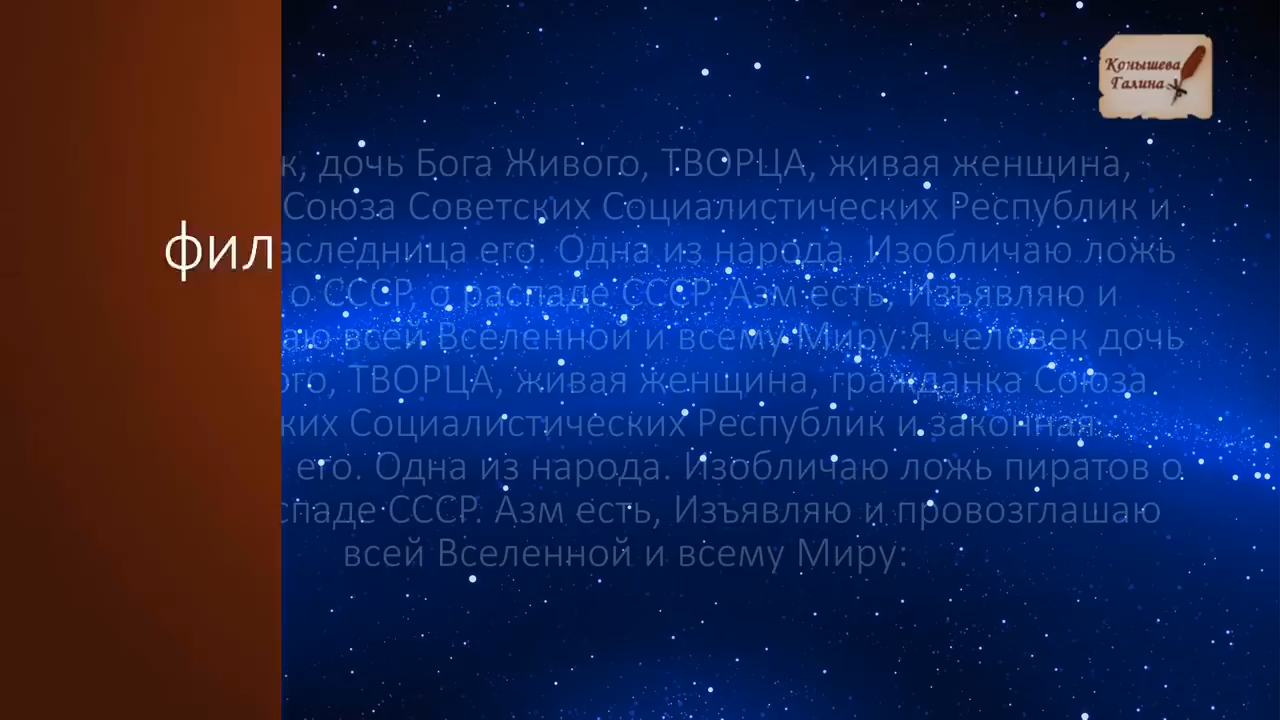 Конышева
Галина
к, дочь Бога Живого, ТВОРЦА, живая женщина,
Союза Советских Социалистических Республик и
фил
аследница его. Одна из народа. Изобличаю ложь
о СССР, о распаде СССР. Азм есть, Изъявляю и
аю всей Вселенной и всему Миру:Я человек дочь
ого, ТВОРЦА, живая женщина, гражданка Союза
ких Социалистических Республик и законная
его. Одна из народа. Изобличаю ложь пиратов о
спаде СССР. Азм есть, Изъявляю и провозглашаю
всей Вселенной и всему Миру: